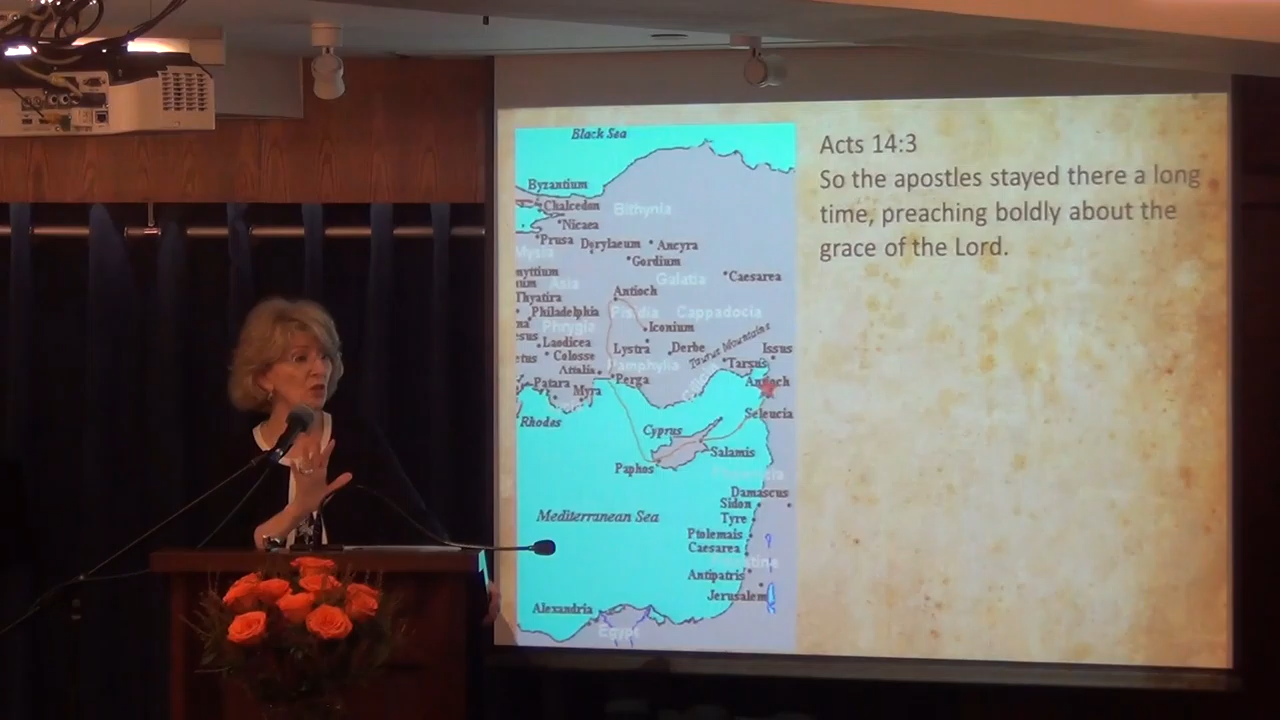 Black Sea
Byzantium
Chalcedon
Bithynia
Nicaea
Prusa Dorylaeum Ancyra
Mysia
Gordium
Galatia
Caesarea
Asia
Antioch
Thyatira
Philadelphia
Pisidia
Cappadocia
Phrygia
Iconium
Laodicea
Lystra
Derbe
Taurus Mountains
Issus
Colosse
Tarsus
Attalia
Pamphylia
Patara
Perga
Antioch
Myra
Rhodes
Seleucia
Cyprus
Salamis
Paphos
Damascus
Sidon
Tyre
Mediterranean Sea
Ptolemais
Caesarea
Antipatris
Jerusalem
Alexandria
Egypt
Acts 14:3
So the apostles stayed there a long
time, preaching boldly about the
grace of the Lord.